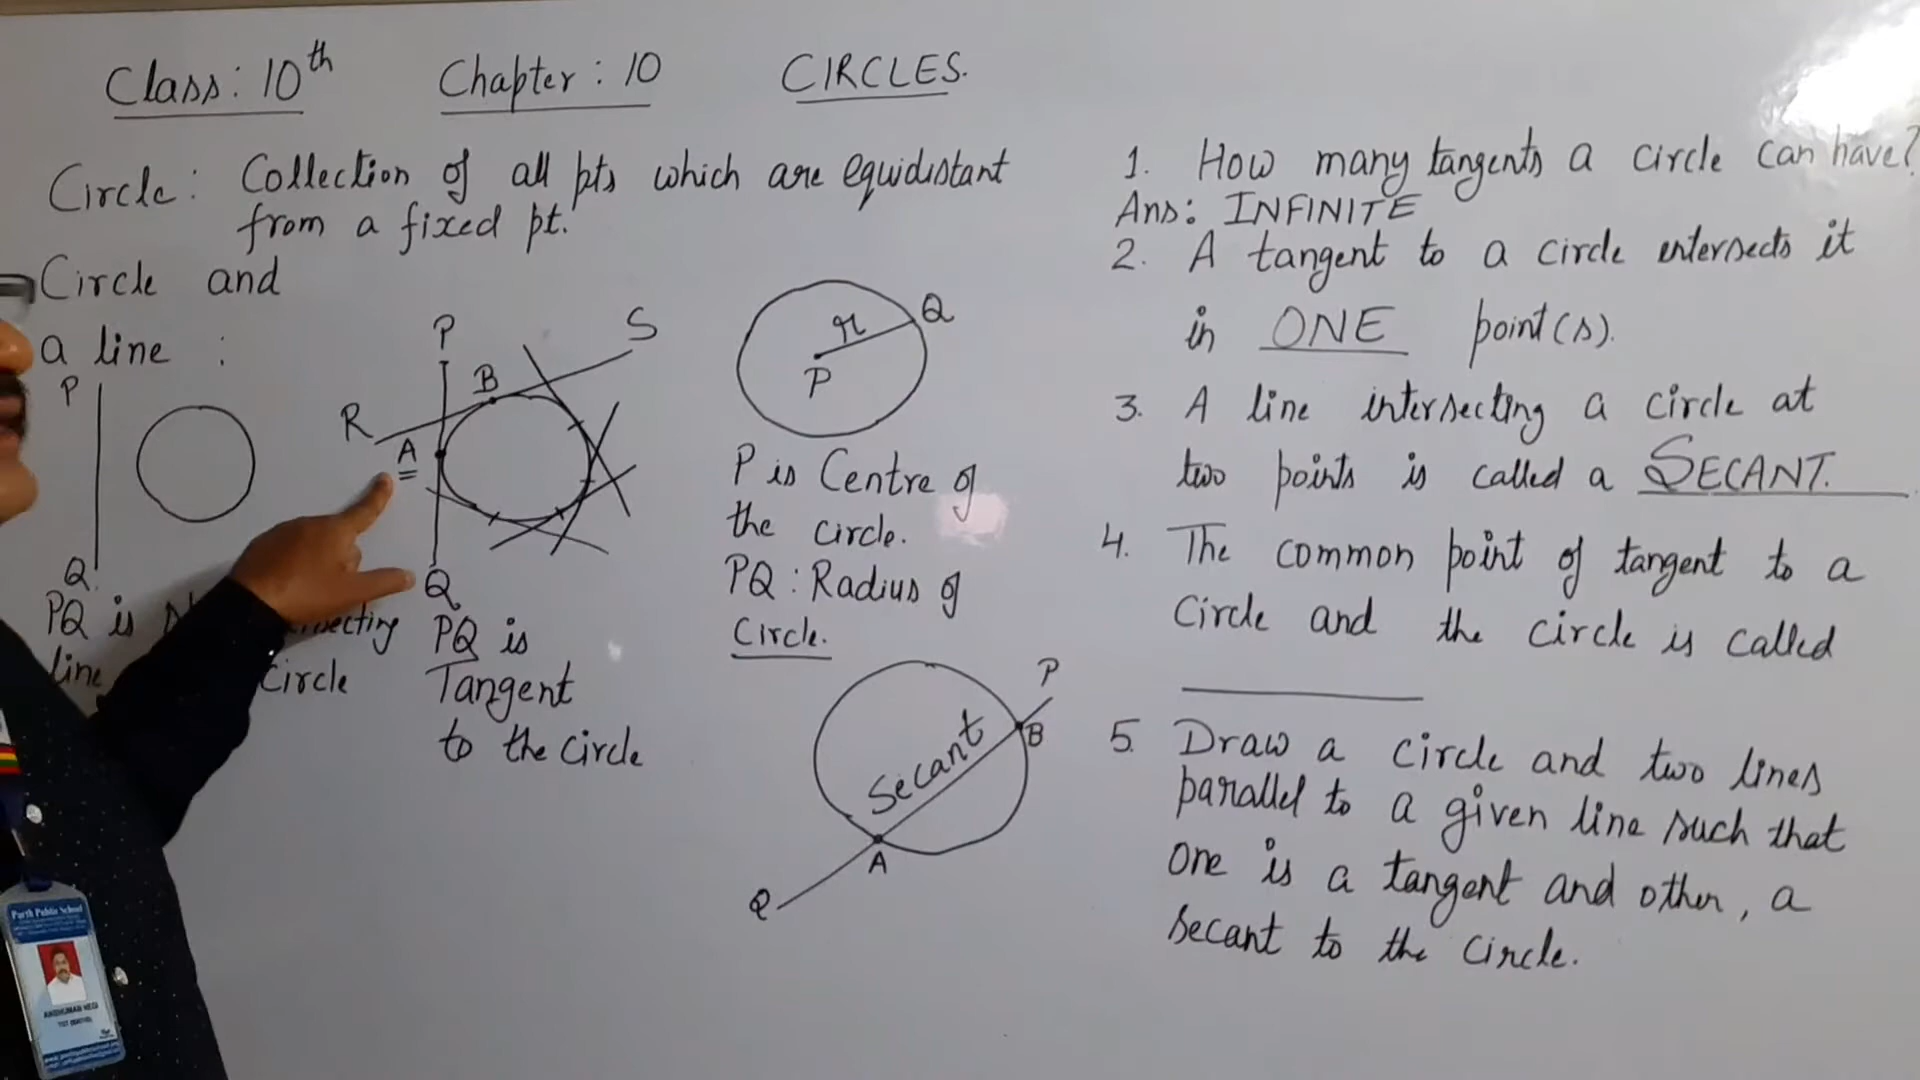 Class: 10th Chapter: 10 CIRCLES.
Circle: Collection of all pts which are equidistant
from a fixed pt.
Circle and
a line :
P
Q
PQ is
line Circle
P
S
B
R
A
Q
PQ is
Tangent
to the circle
r
Q
P
P is Centre of
the circle.
PQ: Radius of
Circle.
P
B
Secant
A
Q
1. How many tangents a circle can have?
Ans: INFINITE
2. A tangent to a circle intersects it
in ONE point(s).
3. A line intersecting a circle at
two points is called a SECANT.
4. The common point of tangent to a
Circle and the circle is called
5. Draw a circle and two lines
parallel to a given line such that
one is a tangent and other, a
secant to the circle.
Parth Public School
ANSHUMAN NEGI